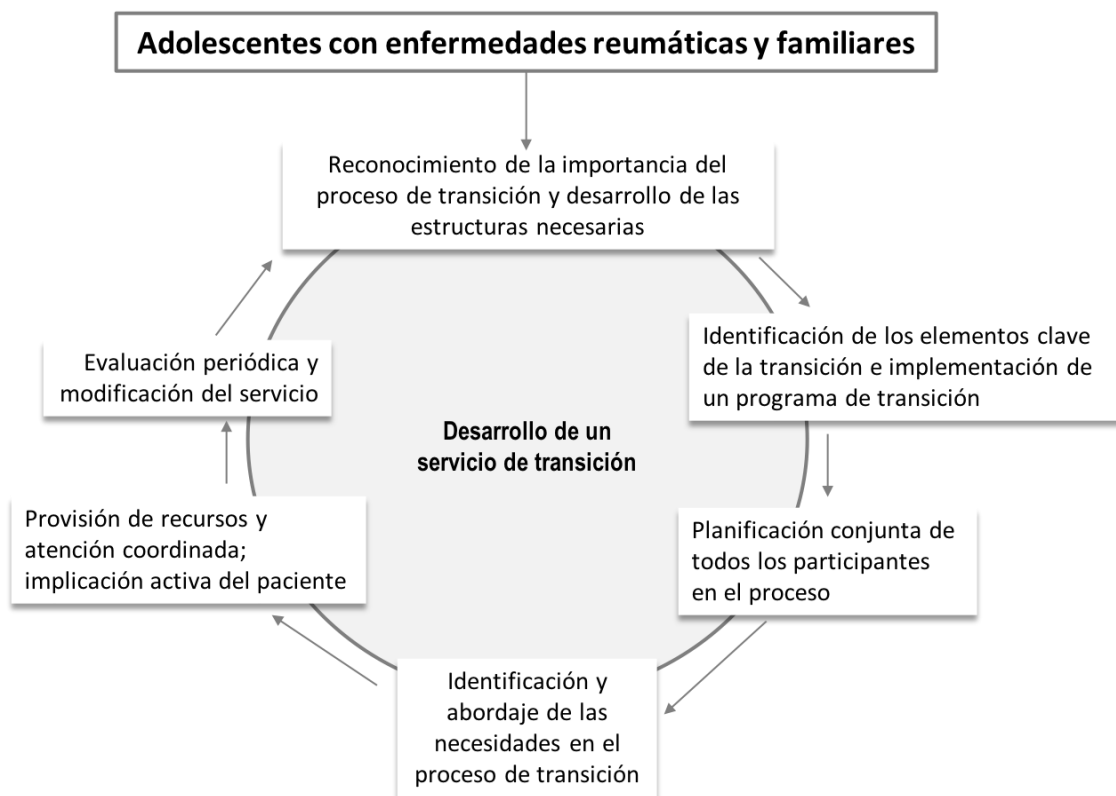 Adolescentes con enfermedades reumáticas y familiares
Reconocimiento de la importancia del
proceso de transición y desarrollo de las
estructuras necesarias
Identificación de los elementos clave
de la transición e implementación de
un programa de transición
Planificación conjunta de
todos los participantes
en el proceso
Identificación y
abordaje de las
necesidades en el
proceso de transición
Provisión de recursos y
atención coordinada;
implicación activa del paciente
Evaluación periódica y
modificación del servicio
Desarrollo de un
servicio de transición